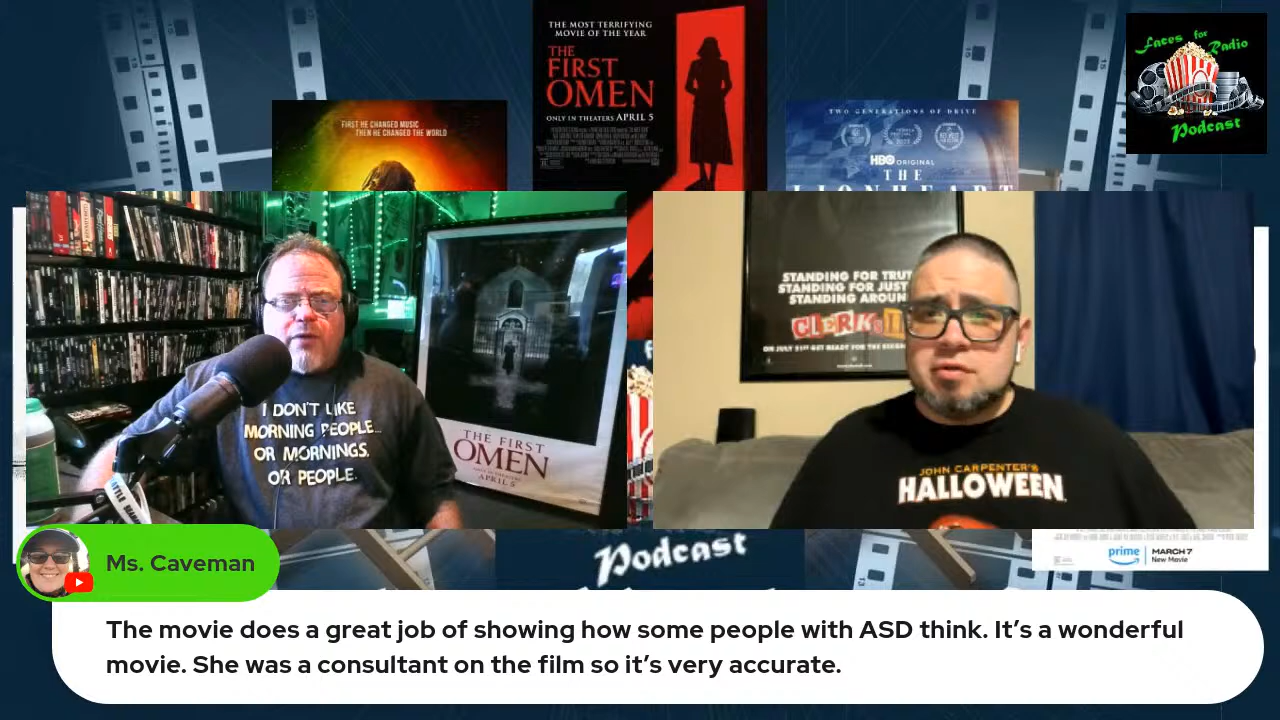 THE MOST TERRIFYING
MOVIE OF THE YEAR
THE
FIRST
OMEN
ONLY IN THEATERS APRIL 5
FIRST HE CHANGED MUSIC
THEN HE CHANGED THE WORLD
TWO GENERATIONS OF DRIVE
HBO ORIGINAL
THE
LIONHEART
Faces for
Radio
Podcast
I DON'T LIKE
MORNING PEOPLE...
OR MORNINGS.
OR PEOPLE.
THE FIRST
OMEN
APRIL 5
STANDING FOR TRUT
STANDING FOR JUST
STANDING AROUN
CLERKS II
JOHN CARPENTER'S
HALLOWEEN
Podcast
prime
MARCH 7
New Movie
Ms. Caveman
The movie does a great job of showing how some people with ASD think. It's a wonderful
movie. She was a consultant on the film so it's very accurate.